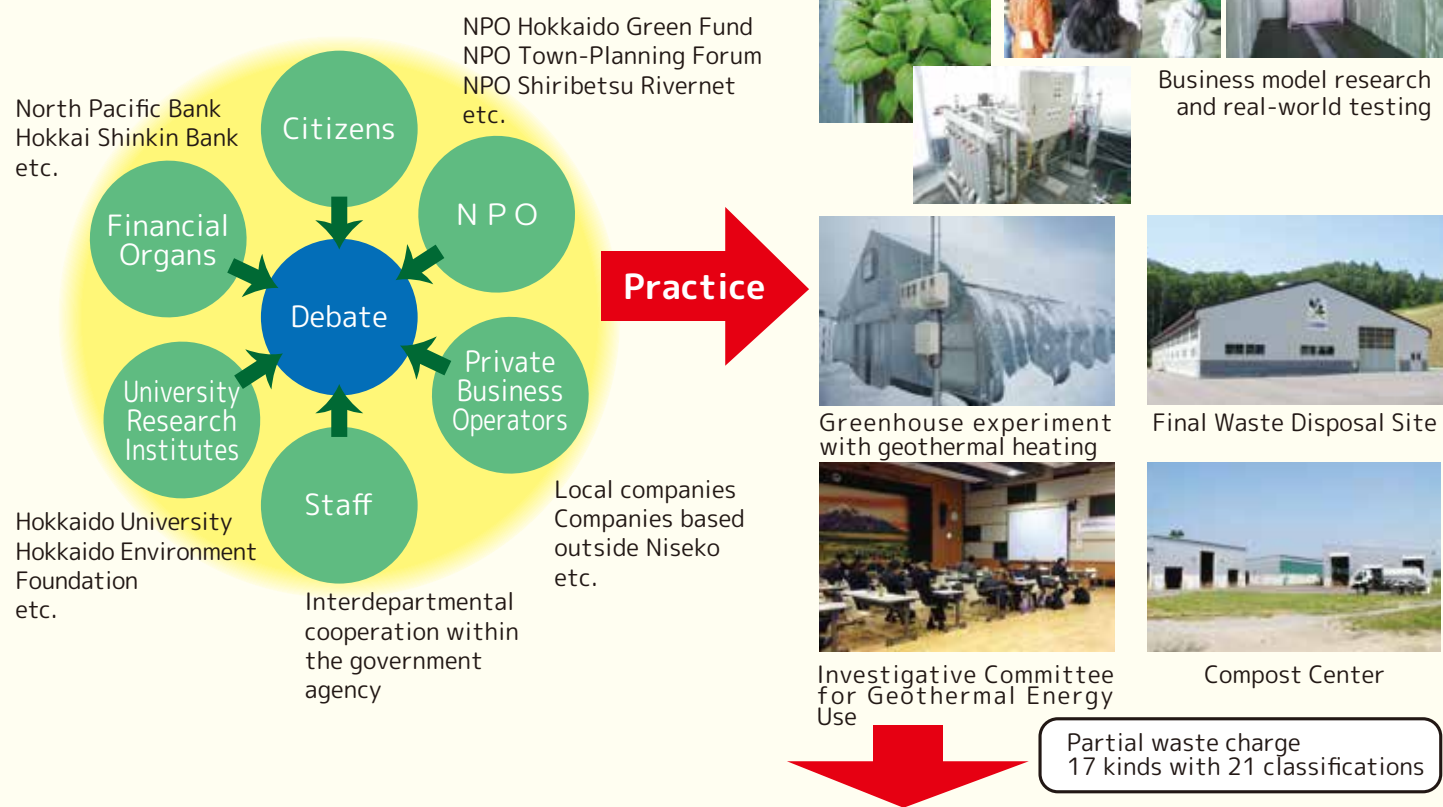 NPO Hokkaido Green Fund
NPO Town-Planning Forum
NPO Shiribetsu Rivernet
etc.
North Pacific Bank
Hokkai Shinkin Bank
etc.
Citizens
Financial
Organs
NPO
Debate
University
Research
Institutes
Private
Business
Operators
Staff
Hokkaido University
Hokkaido Environment
Foundation
etc.
Interdepartmental
cooperation within
the government
agency
Local companies
Companies based
outside Niseko
etc.
Practice
Business model research
and real-world testing
Greenhouse experiment
with geothermal heating
Final Waste Disposal Site
Investigative Committee
for Geothermal Energy
Use
Compost Center
Partial waste charge
17 kinds with 21 classifications